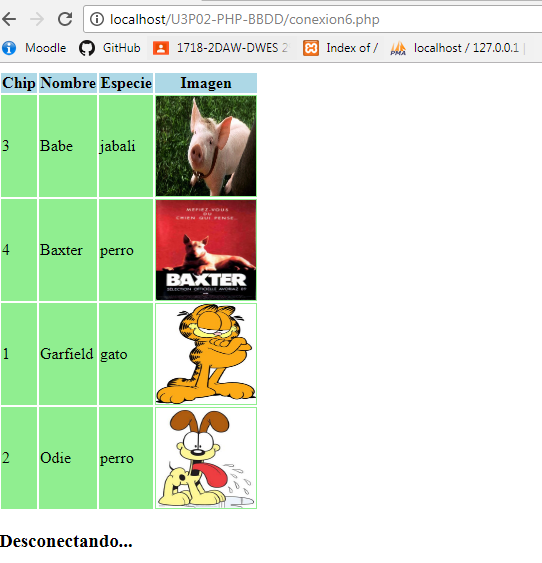 localhost/U3P02-PHP-BBDD/conexion6.php
Moodle GitHub 1718-2DAW-DWES 2 Index of / localhost / 127.0.0.1 |
Chip Nombre Especie Imagen
3 Babe jabali
MEFIEZ-VOUS
DU
CHIEN QUI PENSE...
4 Baxter perro
BAXTER
SELECTION OFFICIELLE AVORIAZ 89
1 Garfield gato
2 Odie perro
Desconectando...